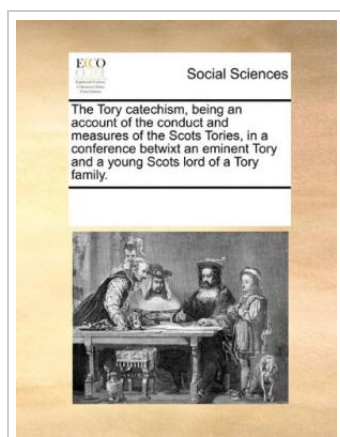 ECCO
Social Sciences
The Tory catechism, being an
account of the conduct and
measures of the Scots Tories, in a
conference betwixt an eminent Tory
and a young Scots lord of a Tory
family.